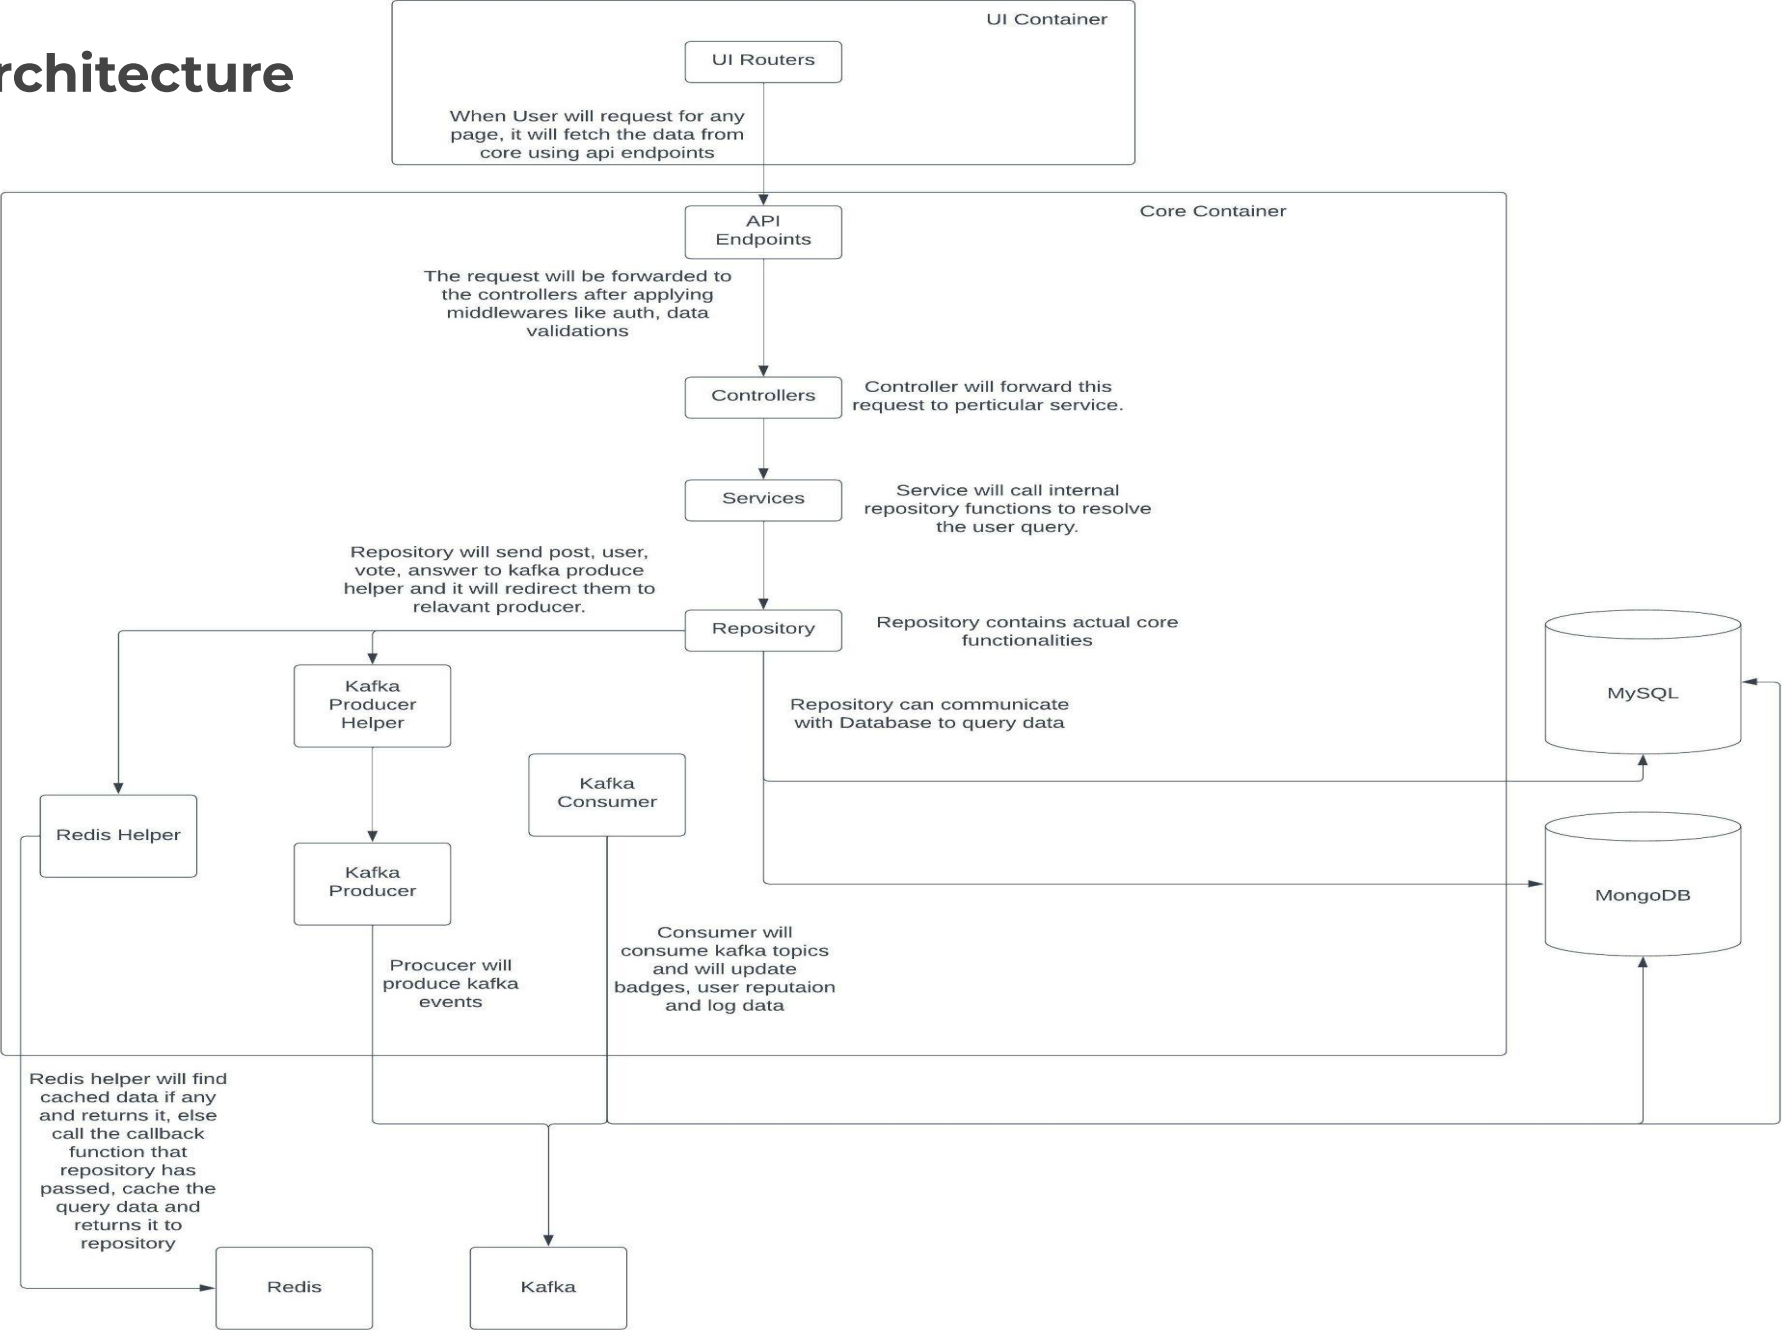 rchitecture
UI Container
UI Routers
When User will request for any
page, it will fetch the data from
core using api endpoints
Core Container
API
Endpoints
The request will be forwarded to
the controllers after applying
middlewares like auth, data
validations
Controllers
Controller will forward this
request to perticular service.
Services
Service will call internal
repository functions to resolve
the user query.
Repository will send post, user,
vote, answer to kafka produce
helper and it will redirect them to
relavant producer.
Repository
Repository contains actual core
functionalities
Kafka
Producer
Helper
Repository can communicate
with Database to query data
MySQL
Kafka
Consumer
Redis Helper
Kafka
Producer
MongoDB
Consumer will
consume kafka topics
and will update
badges, user reputaion
and log data
Procucer will
produce kafka
events
Redis helper will find
cached data if any
and returns it, else
call the callback
function that
repository has
passed, cache the
query data and
returns it to
repository
Redis
Kafka